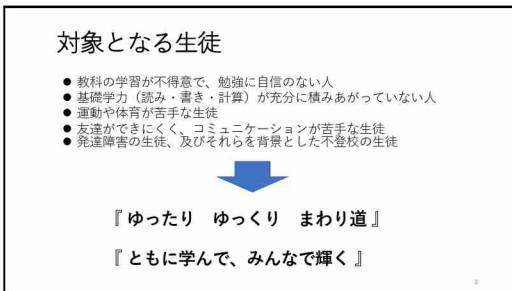 対象となる生徒
● 教科の学習が不得意で、勉強に自信のない人
● 基礎学力（読み・書き・計算）が充分に積みあがっていない人
● 運動や体育が苦手な生徒
● 友達ができにくく、コミュニケーションが苦手な生徒
● 発達障害の生徒、及びそれらを背景とした不登校の生徒
『 ゆったり　ゆっくり　まわり道 』
『 ともに学んで、みんなで輝く 』